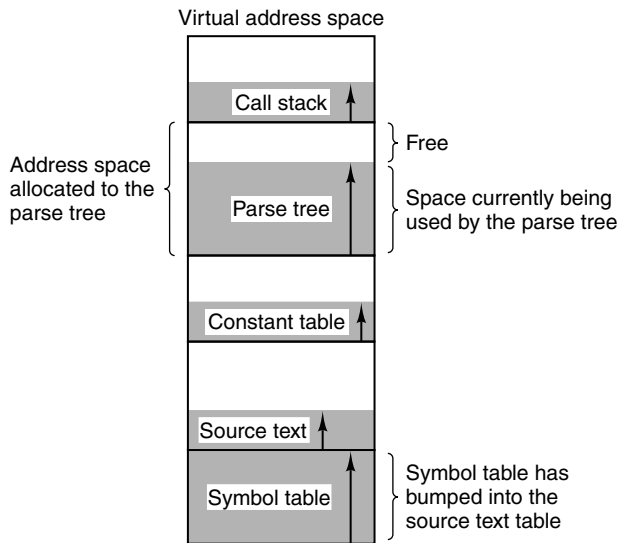 Virtual address space
Call stack
Free
Address space
allocated to the
parse tree
Parse tree
Space currently being
used by the parse tree
Constant table
Source text
Symbol table
Symbol table has
bumped into the
source text table